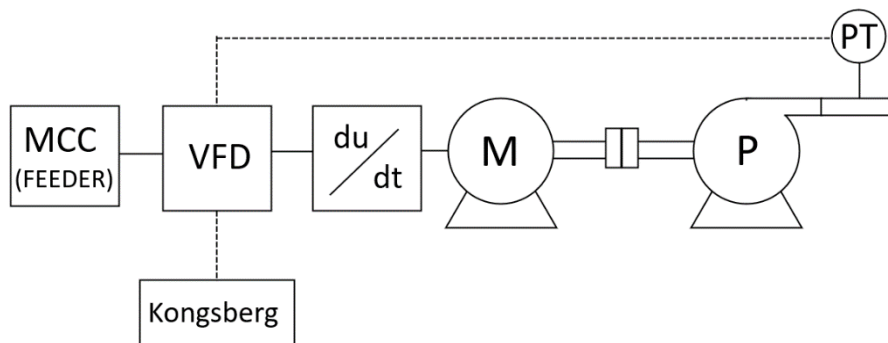 PT
MCC
(FEEDER)
VFD
du
dt
M
P
Kongsberg